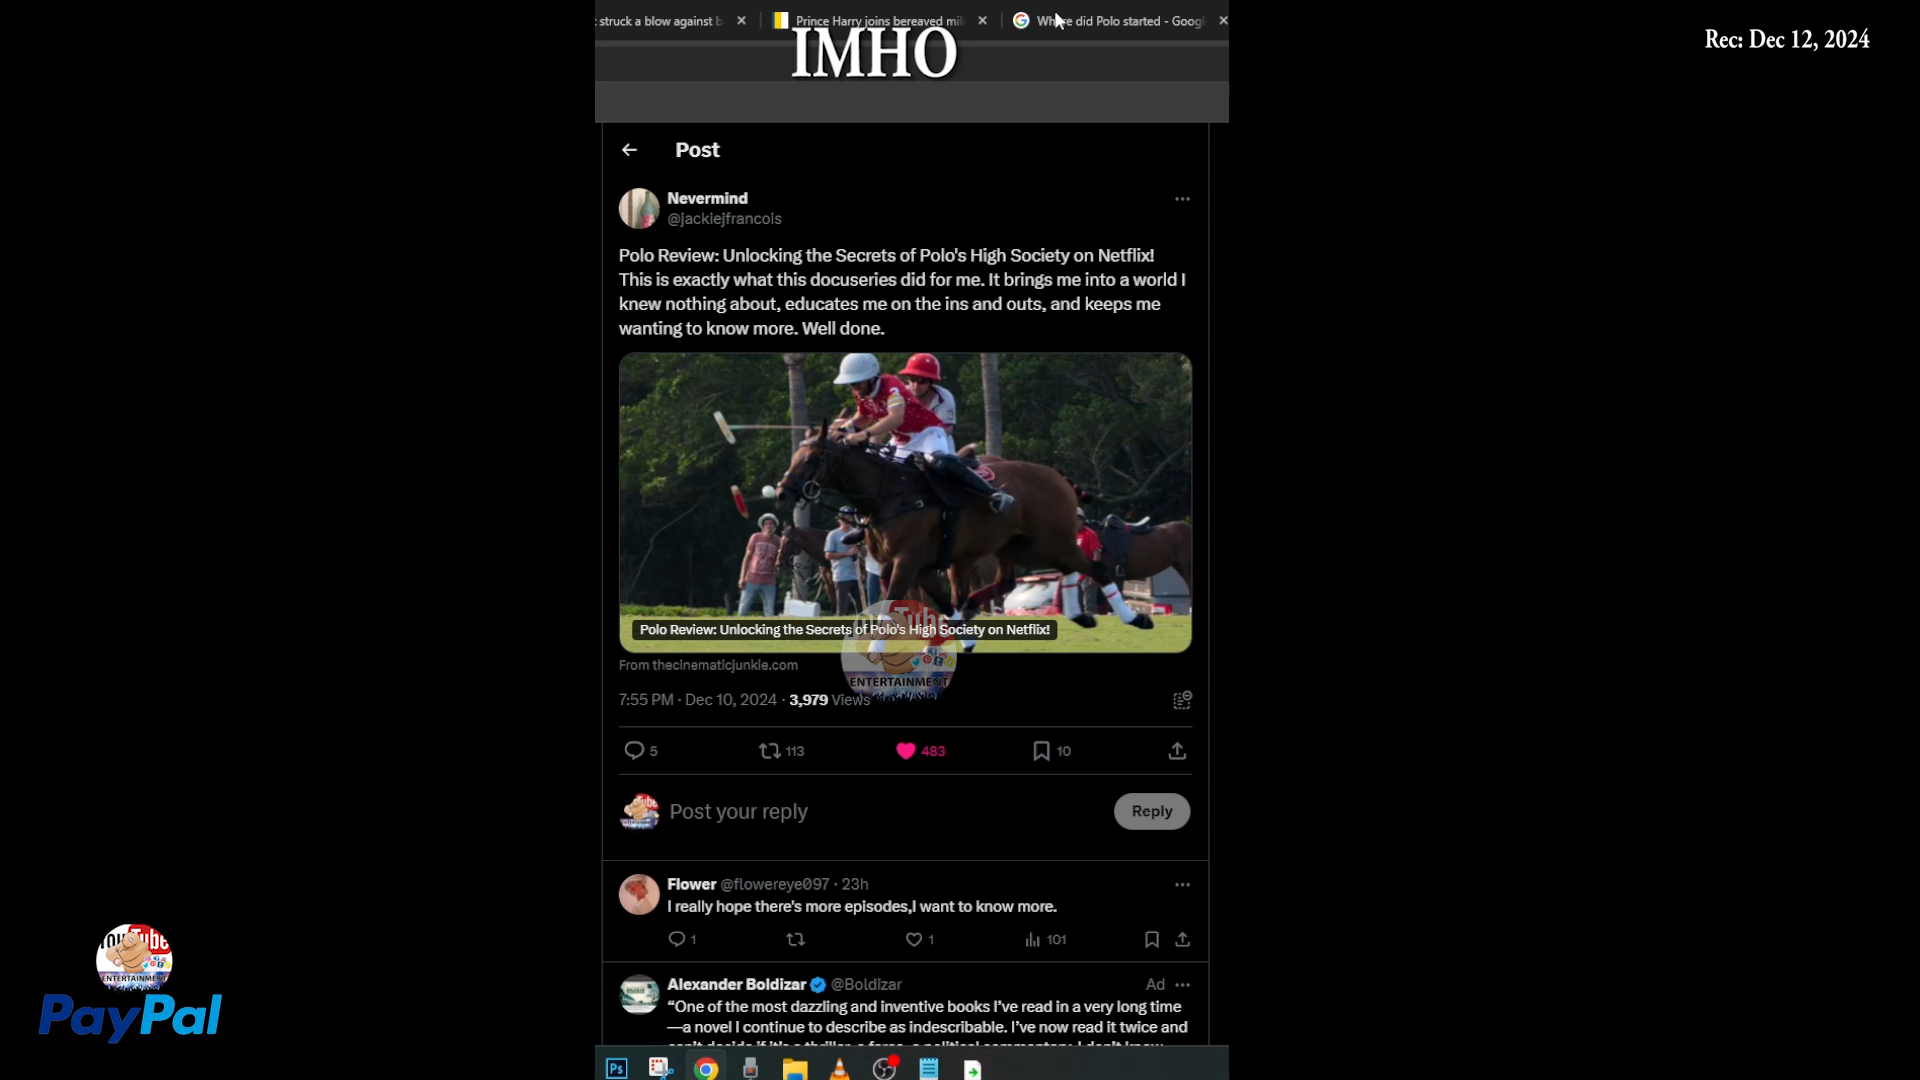 struck a blow against b
Prince Harry joins bereaved mil
Where did Polo started - Goog
IMHO
Rec: Dec 12, 2024
Post
Nevermind
@jackiejfrancois
Polo Review: Unlocking the Secrets of Polo's High Society on Netflix!
This is exactly what this docuseries did for me. It brings me into a world I
knew nothing about, educates me on the ins and outs, and keeps me
wanting to know more. Well done.
Polo Review: Unlocking the Secrets of Polo's High Society on Netflix!
From thecinematicjunkie.com
ENTERTAINMENT
7:55 PM · Dec 10, 2024 · 3,979 Views
5 113 483 10
Post your reply
Reply
Flower @flowereye097 · 23h
I really hope there's more episodes,I want to know more.
1 1 101
Alexander Boldizar @Boldizar Ad
“One of the most dazzling and inventive books I’ve read in a very long time
—a novel I continue to describe as indescribable. I’ve now read it twice and
YouTube
ENTERTAINMENT
PayPal
Ps